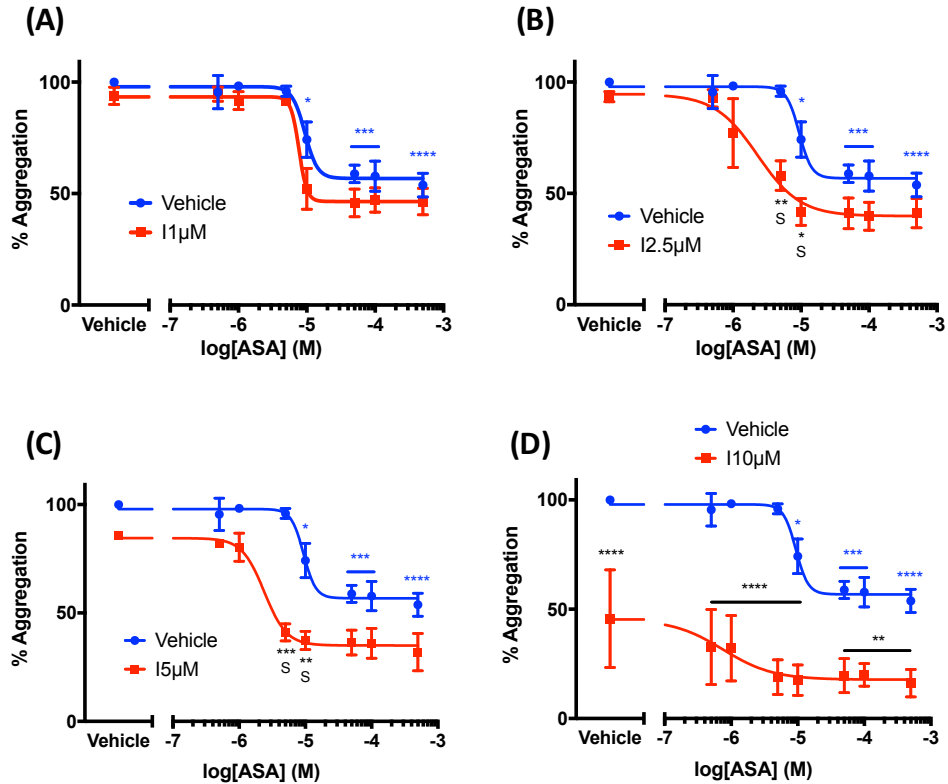 (A)
% Aggregation
100
50
0
*
***
****
Vehicle
I1µM
Vehicle
-7 -6 -5 -4 -3
log[ASA] (M)
(B)
% Aggregation
100
50
0
*
***
****
**
S
*
S
Vehicle
I2.5µM
Vehicle
-7 -6 -5 -4 -3
log[ASA] (M)
(C)
% Aggregation
100
50
0
*
***
****
***
S
**
S
Vehicle
I5µM
Vehicle
-7 -6 -5 -4 -3
log[ASA] (M)
(D)
Vehicle
I10µM
% Aggregation
100
50
0
*
***
****
****
****
**
Vehicle
-7 -6 -5 -4 -3
log[ASA] (M)